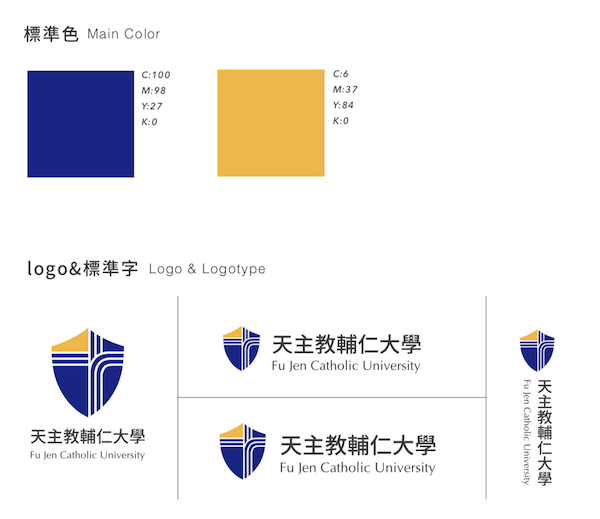 標準色 Main Color
C:100
M:98
Y:27
K:0
C:6
M:37
Y:84
K:0
logo&標準字 Logo & Logotype
天主教輔仁大學
Fu Jen Catholic University
天主教輔仁大學
Fu Jen Catholic University
天主教輔仁大學
Fu Jen Catholic University
天主教輔仁大學
Fu Jen Catholic University